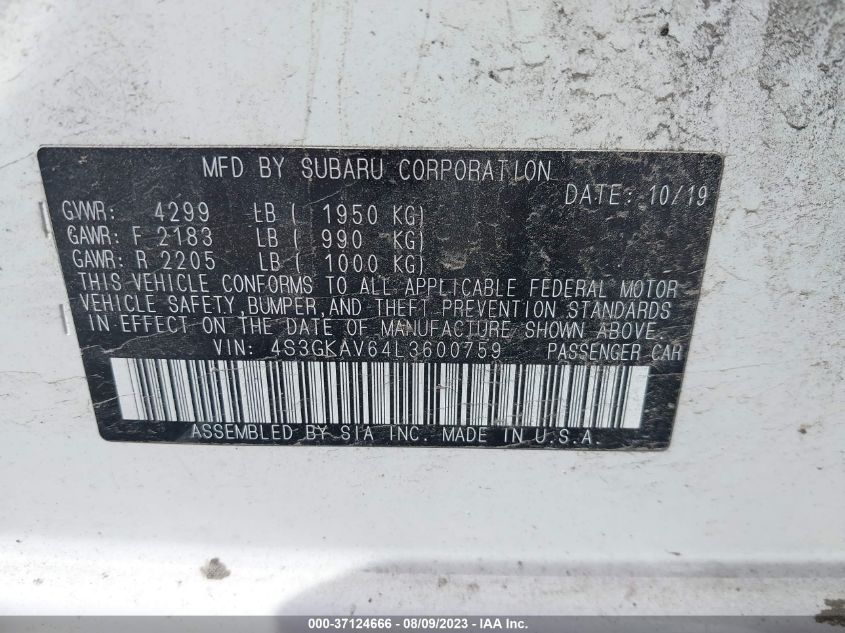 MFD BY SUBARU CORPORATION
DATE: 10/19
GVWR: 4299 LB ( 1950 KG)
GAWR: F 2183 LB ( 990 KG)
GAWR: R 2205 LB ( 1000 KG)
THIS VEHICLE CONFORMS TO ALL APPLICABLE FEDERAL MOTOR
VEHICLE SAFETY, BUMPER, AND THEFT PREVENTION STANDARDS
IN EFFECT ON THE DATE OF MANUFACTURE SHOWN ABOVE.
VIN: 4S3GKAV64L3600759 PASSENGER CAR
ASSEMBLED BY SIA INC. MADE IN U.S.A.
000-37124666 - 08/09/2023 - IAA Inc.